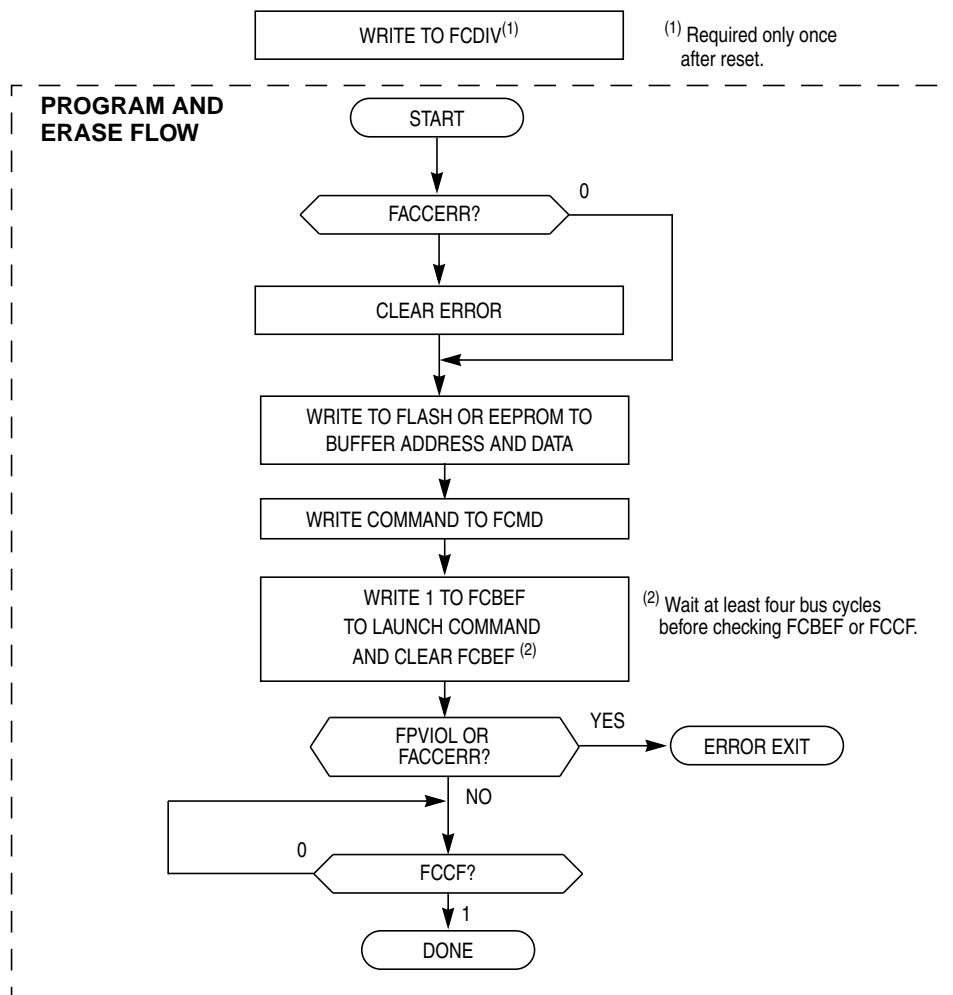 WRITE TO FCDIV(1)
(1) Required only once
after reset.
PROGRAM AND
ERASE FLOW
START
0
FACCERR?
CLEAR ERROR
WRITE TO FLASH OR EEPROM TO
BUFFER ADDRESS AND DATA
WRITE COMMAND TO FCMD
WRITE 1 TO FCBEF
TO LAUNCH COMMAND
AND CLEAR FCBEF (2)
(2) Wait at least four bus cycles
before checking FCBEF or FCCF.
FPVIOL OR
FACCERR?
YES
ERROR EXIT
NO
0
FCCF?
1
DONE